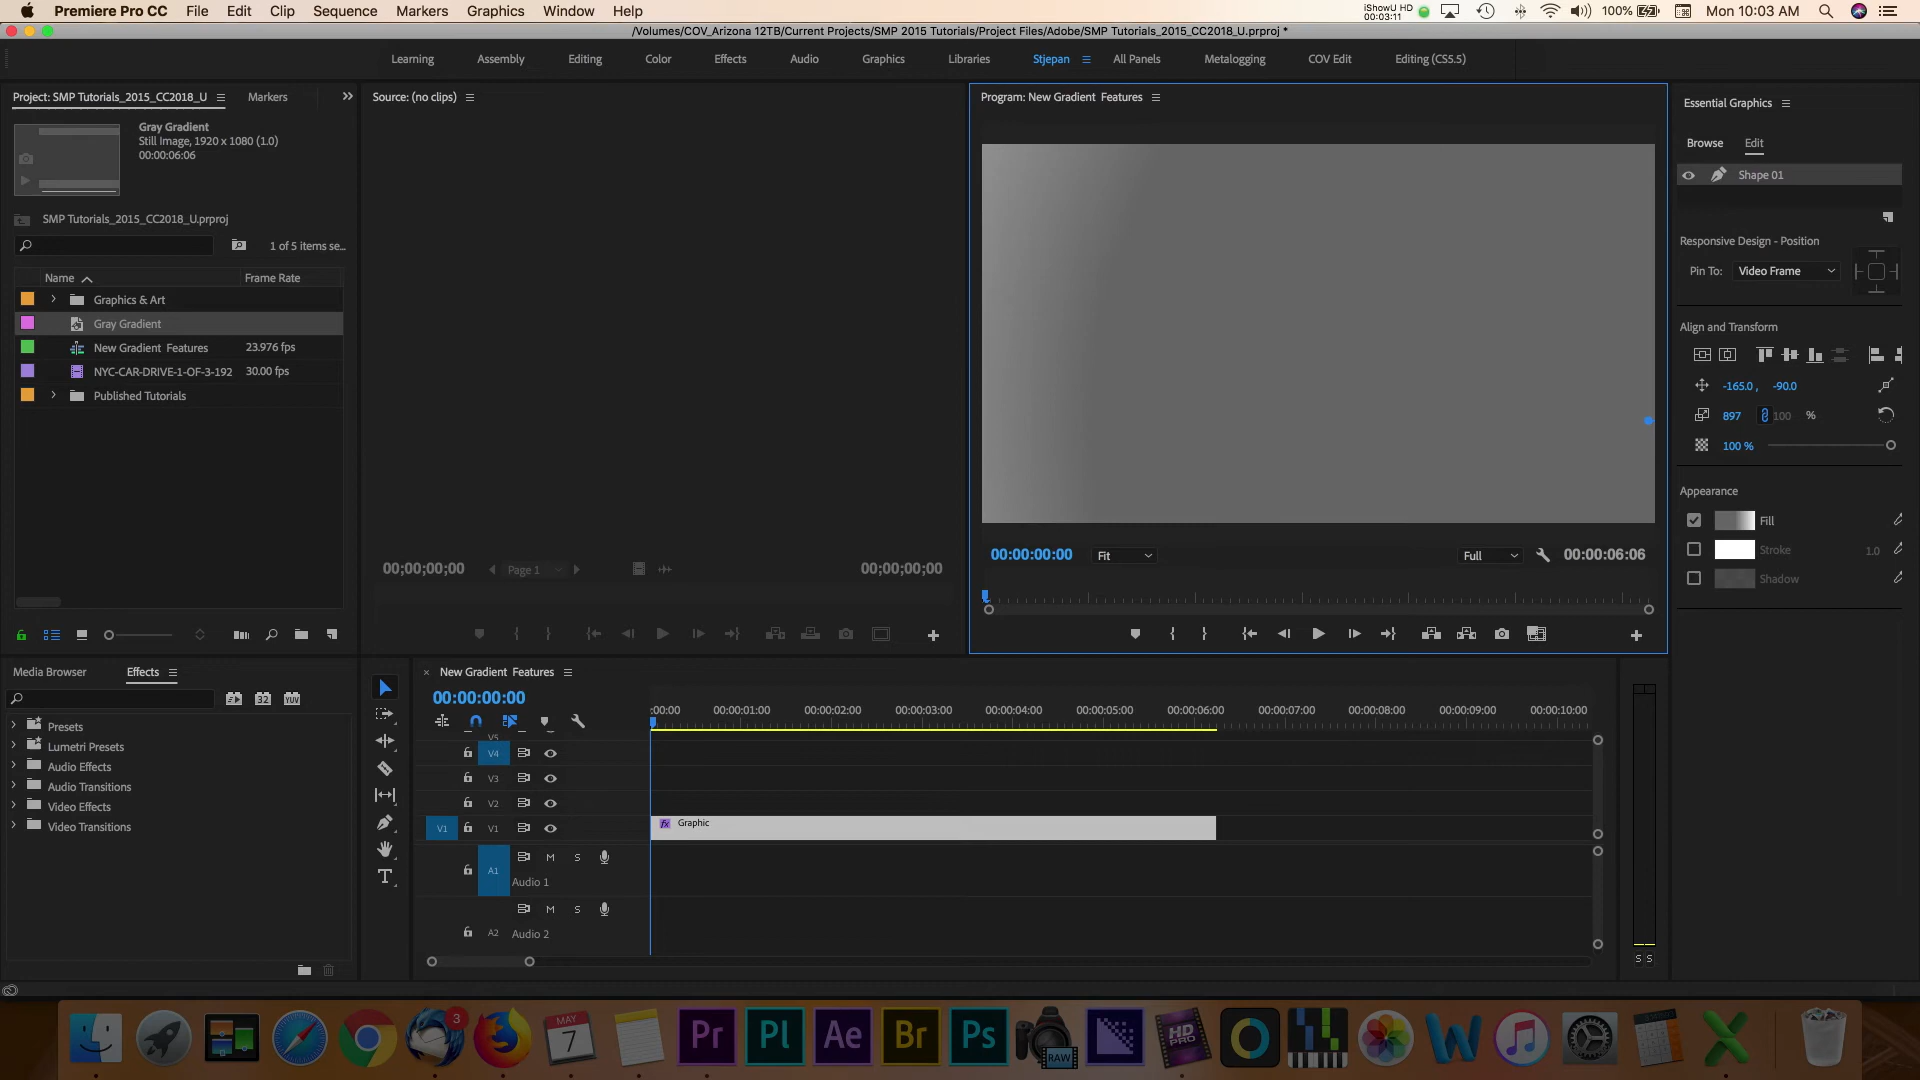 Premiere Pro CC File Edit Clip Sequence Markers Graphics Window Help
iShowU HD
00:03:11
100% Mon 10:03 AM
/Volumes/COV_Arizona 12TB/Current Projects/SMP 2015 Tutorials/Project Files/Adobe/SMP Tutorials_2015_CC2018_U.prproj *
Learning Assembly Editing Color Effects Audio Graphics Libraries Stjepan All Panels Metalogging COV Edit Editing (CS5.5)
Project: SMP Tutorials_2015_CC2018_U Markers
Gray Gradient
Still Image, 1920 x 1080 (1.0)
00:00:06:06
SMP Tutorials_2015_CC2018_U.prproj
1 of 5 items se...
Name Frame Rate
Graphics & Art
Gray Gradient
New Gradient Features 23.976 fps
NYC-CAR-DRIVE-1-OF-3-192 30.00 fps
Published Tutorials
Source: (no clips)
00;00;00;00 Page 1 00;00;00;00
Program: New Gradient Features
00:00:00:00 Fit Full 00:00:06:06
Essential Graphics
Browse Edit
Shape 01
Responsive Design - Position
Pin To: Video Frame
Align and Transform
-165.0 , -90.0
897 100 %
100 %
Appearance
Fill
Stroke 1.0
Shadow
Media Browser Effects
32 YUV
Presets
Lumetri Presets
Audio Effects
Audio Transitions
Video Effects
Video Transitions
× New Gradient Features
00:00:00:00
:00:00 00:00:01:00 00:00:02:00 00:00:03:00 00:00:04:00 00:00:05:00 00:00:06:00 00:00:07:00 00:00:08:00 00:00:09:00 00:00:10:00
V5
V4
V3
V2
V1 V1 fx Graphic
A1 M S
Audio 1
M S
A2 Audio 2
S S
3 MAY
7 Pr Pl Ae Br Ps RAW HD
PRO